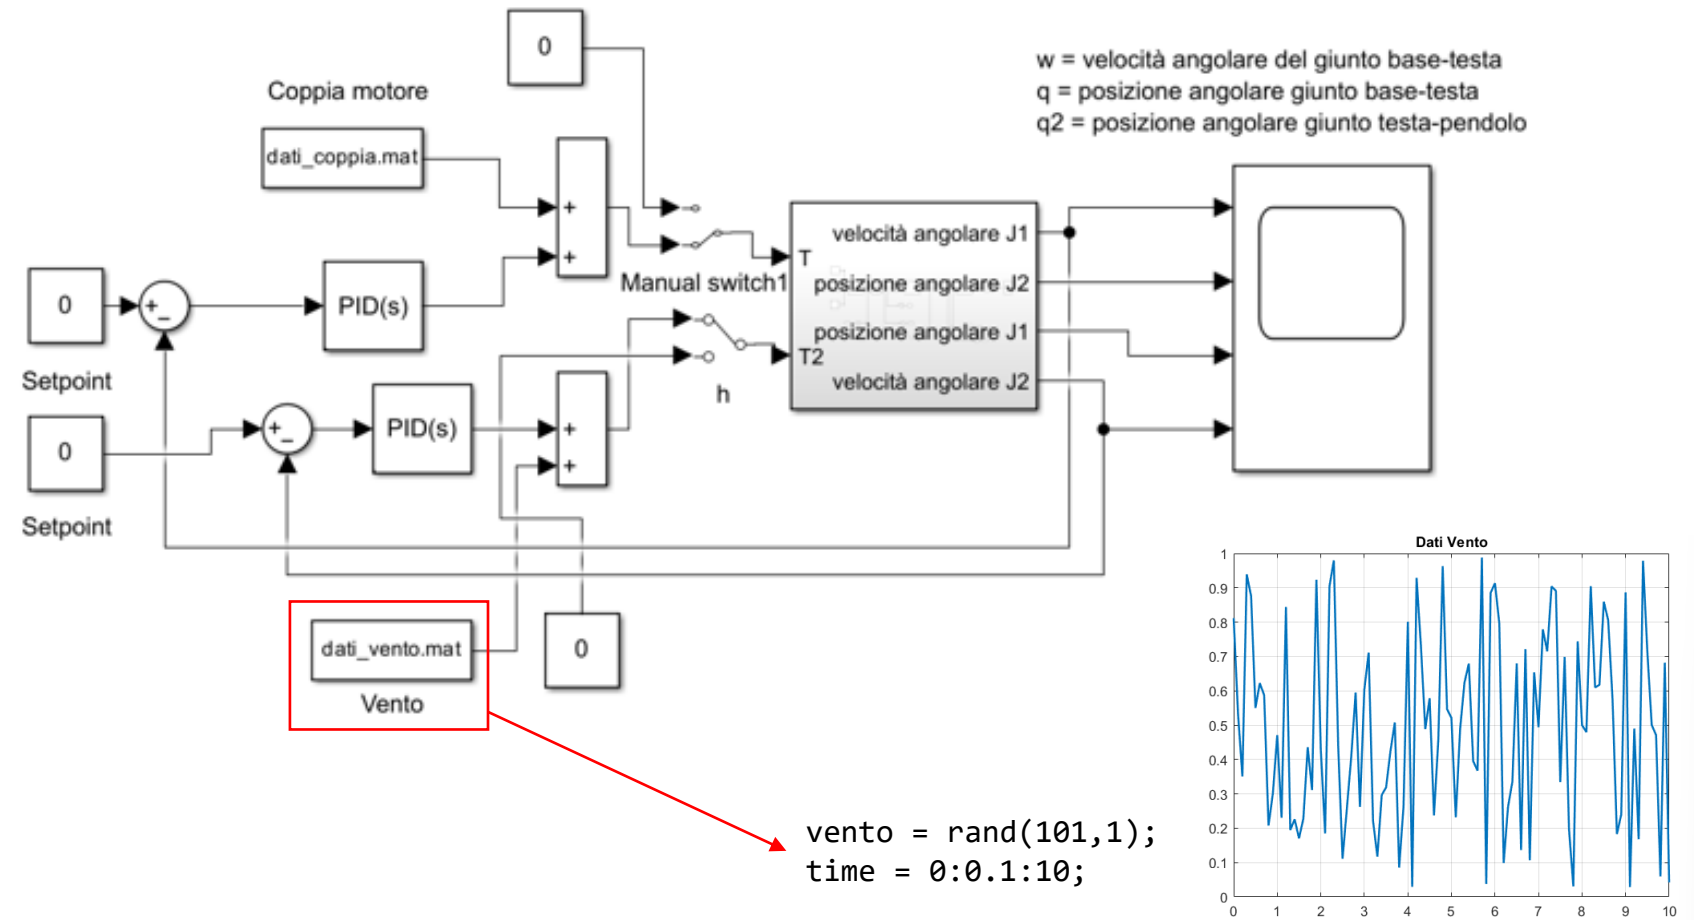 0
w = velocità angolare del giunto base-testa
q = posizione angolare giunto base-testa
q2 = posizione angolare giunto testa-pendolo
Coppia motore
dati_coppia.mat
+
+
Manual switch1
0
Setpoint
+
−
PID(s)
T
T2
velocità angolare J1
posizione angolare J2
posizione angolare J1
velocità angolare J2
h
0
Setpoint
+
−
PID(s)
+
+
dati_vento.mat
Vento
0
vento = rand(101,1);
time = 0:0.1:10;
Dati Vento
1
0.9
0.8
0.7
0.6
0.5
0.4
0.3
0.2
0.1
0
0 1 2 3 4 5 6 7 8 9 10